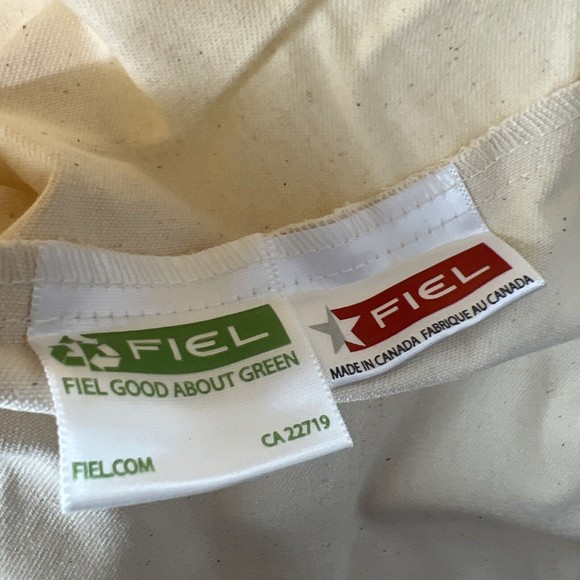 FIEL
FIEL GOOD ABOUT GREEN
CA 22719
FIEL.COM
FIEL
MADE IN CANADA FABRIQUE AU CANADA